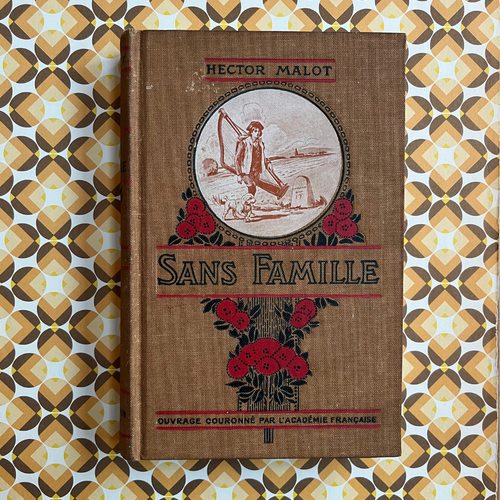 HECTOR MALOT
SANS FAMILLE
OUVRAGE COURONNÉ PAR L'ACADÉMIE FRANÇAISE